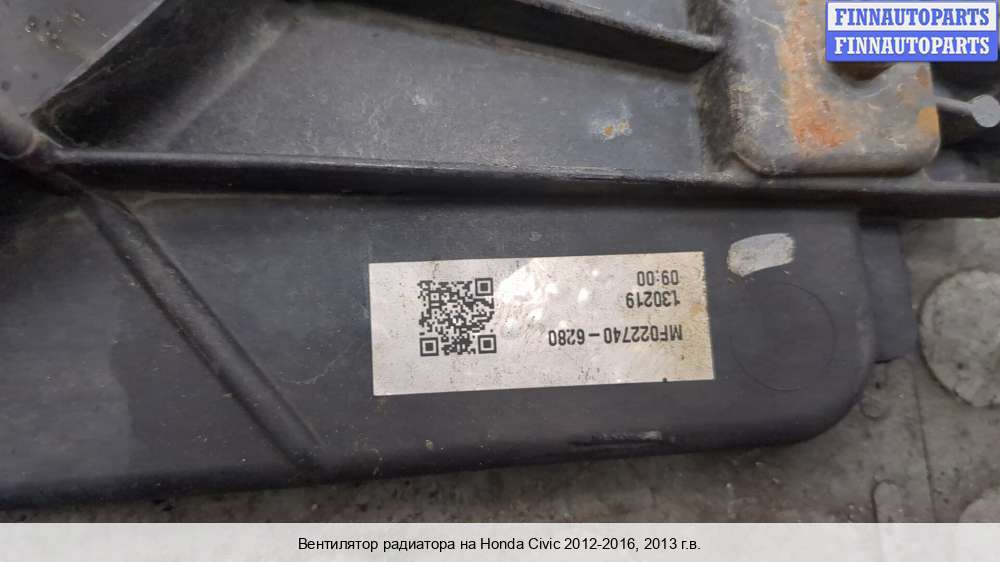 FINNAUTOPARTS
FINNAUTOPARTS
MF022740-6280
130219
09:00
Вентилятор радиатора на Honda Civic 2012-2016, 2013 г.в.